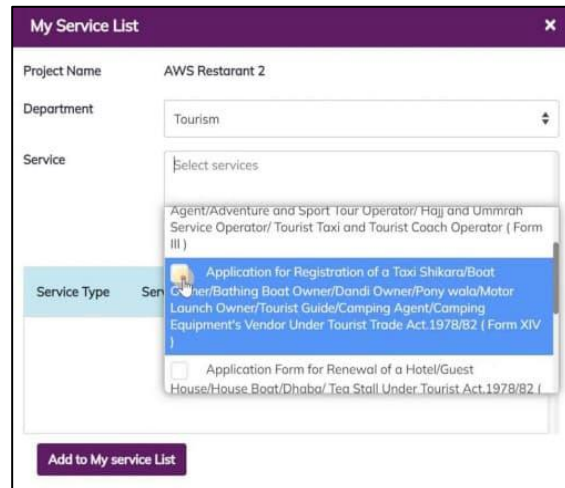 My Service List ×
Project Name AWS Restarant 2
Department Tourism
Service Select services
Agent/Adventure and Sport Tour Operator/ Hajj and Ummrah
Service Operator/ Tourist Taxi and Tourist Coach Operator ( Form
III )
Application for Registration of a Taxi Shikara/Boat
Owner/Bathing Boat Owner/Dandi Owner/Pony wala/Motor
Launch Owner/Tourist Guide/Camping Agent/Camping
Equipment's Vendor Under Tourist Trade Act.1978/82 ( Form XIV
)
Application Form for Renewal of a Hotel/Guest
House/House Boat/Dhaba/ Tea Stall Under Tourist Act.1978/82 (
Service Type Ser
Add to My service List